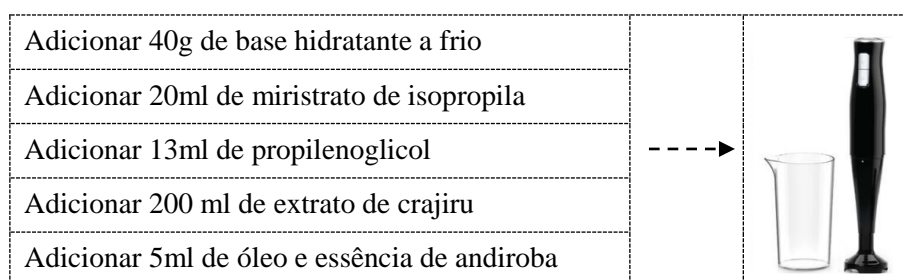 Adicionar 40g de base hidratante a frio
Adicionar 20ml de miristrato de isopropila
Adicionar 13ml de propilenoglicol
Adicionar 200 ml de extrato de crajiru
Adicionar 5ml de óleo e essência de andiroba